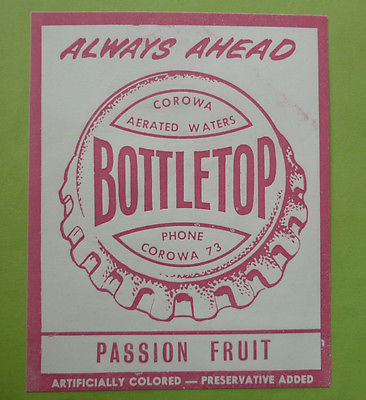 ALWAYS AHEAD
COROWA
AERATED WATERS
BOTTLETOP
PHONE
COROWA 73
PASSION FRUIT
ARTIFICIALLY COLORED — PRESERVATIVE ADDED